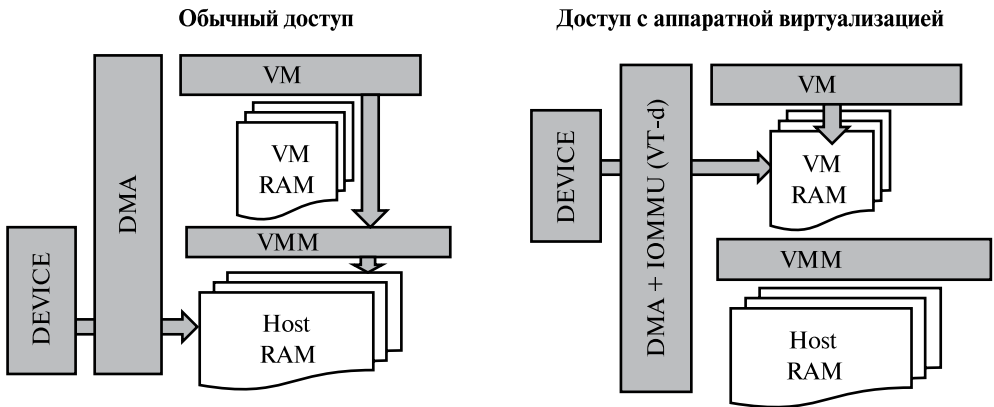 Обычный доступ
VM
VM
RAM
DMA
DEVICE
VMM
Host
RAM
Доступ с аппаратной виртуализацией
VM
VM
RAM
DEVICE
DMA + IOMMU (VT-d)
VMM
Host
RAM